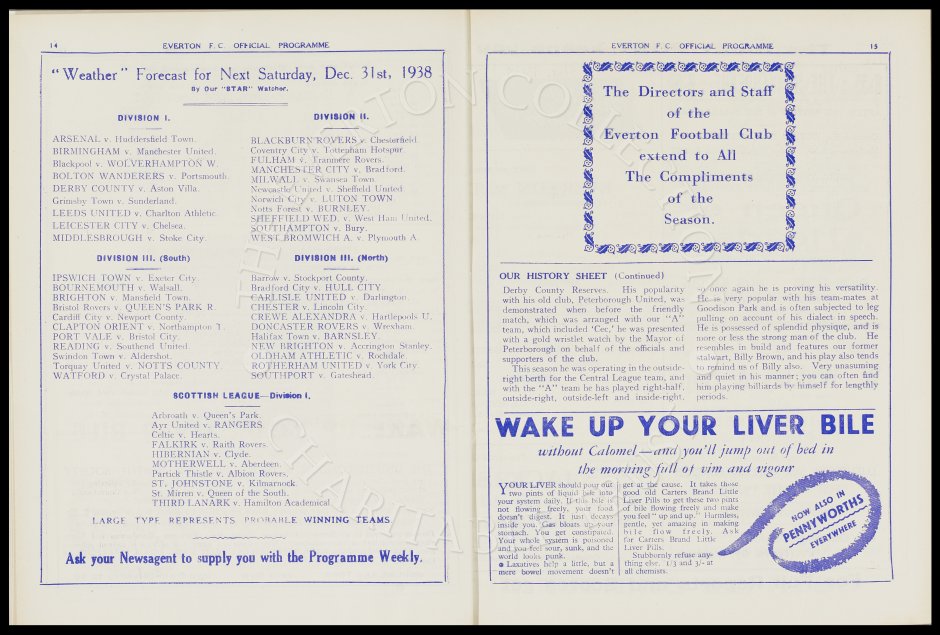 14
EVERTON F.C. OFFICIAL PROGRAMME
"Weather" Forecast for Next Saturday, Dec. 31st, 1938
By Our "STAR" Watcher.
DIVISION I.
ARSENAL v. Huddersfield Town.
BIRMINGHAM v. Manchester United.
Blackpool v. WOLVERHAMPTON W.
BOLTON WANDERERS v. Portsmouth.
DERBY COUNTY v. Aston Villa.
Grimsby Town v. Sunderland.
LEEDS UNITED v. Charlton Athletic.
LEICESTER CITY v. Chelsea.
MIDDLESBROUGH v. Stoke City.
DIVISION II.
BLACKBURN ROVERS v. Chesterfield.
Coventry City v. Tottenham Hotspur.
FULHAM v. Tranmere Rovers.
MANCHESTER CITY v. Bradford.
MILWALL v. Swansea Town.
Newcastle United v. Sheffield United.
Norwich City v. LUTON TOWN.
Notts Forest v. BURNLEY.
SHEFFIELD WED. v. West Ham United.
SOUTHAMPTON v. Bury.
WEST BROMWICH A. v. Plymouth A.
DIVISION III. (South)
IPSWICH TOWN v. Exeter City.
BOURNEMOUTH v. Walsall.
BRIGHTON v. Mansfield Town.
Bristol Rovers v. QUEEN'S PARK R.
Cardiff City v. Newport County.
CLAPTON ORIENT v. Northampton T.
PORT VALE v. Bristol City.
READING v. Southend United.
Swindon Town v. Aldershot.
Torquay United v. NOTTS COUNTY.
WATFORD v. Crystal Palace.
DIVISION III. (North)
Barrow v. Stockport County.
Bradford City v. HULL CITY.
CARLISLE UNITED v. Darlington.
CHESTER v. Lincoln City.
CREWE ALEXANDRA v. Hartlepools U.
DONCASTER ROVERS v. Wrexham.
Halifax Town v. BARNSLEY.
NEW BRIGHTON v. Accrington Stanley.
OLDHAM ATHLETIC v. Rochdale
ROTHERHAM UNITED v. York City.
SOUTHPORT v. Gateshead.
SCOTTISH LEAGUE—Division I.
Arbroath v. Queen's Park.
Ayr United v. RANGERS.
Celtic v. Hearts.
FALKIRK v. Raith Rovers.
HIBERNIAN v. Clyde.
MOTHERWELL v. Aberdeen.
Partick Thistle v. Albion Rovers.
ST. JOHNSTONE v. Kilmarnock.
St. Mirren v. Queen of the South.
THIRD LANARK v. Hamilton Academical.
LARGE TYPE REPRESENTS PROBABLE WINNING TEAMS
Ask your Newsagent to supply you with the Programme Weekly.
EVERTON F.C. OFFICIAL PROGRAMME
15
The Directors and Staff
of the
Everton Football Club
extend to All
The Compliments
of the
Season.
OUR HISTORY SHEET (Continued)
Derby County Reserves. His popularity
with his old club, Peterborough United, was
demonstrated when before the friendly
match, which was arranged with our "A"
team, which included 'Cec,' he was presented
with a gold wristlet watch by the Mayor of
Peterborough on behalf of the officials and
supporters of the club.
This season he was operating in the outside-
right berth for the Central League team, and
with the "A" team he has played right-half,
outside-right, outside-left and inside-right,
so once again he is proving his versatility.
He is very popular with his team-mates at
Goodison Park and is often subjected to leg
pulling on account of his dialect in speech.
He is possessed of splendid physique, and is
more or less the strong man of the club. He
resembles in build and features our former
stalwart, Billy Brown, and his play also tends
to remind us of Billy also. Very unasuming
and quiet in his manner; you can often find
him playing billiards by himself for lengthly
periods.
WAKE UP YOUR LIVER BILE
without Calomel—and you'll jump out of bed in
the morning full of vim and vigour
YOUR LIVER should pour out
two pints of liquid bile into
your system daily. If this bile is
not flowing freely, your food
doesn't digest. It just decays
inside you. Gas bloats up your
stomach. You get constipated.
Your whole system is poisoned
and you feel sour, sunk, and the
world looks punk.
● Laxatives help a little, but a
mere bowel movement doesn't
get at the cause. It takes those
good old Carters Brand Little
Liver Pills to get these two pints
of bile flowing freely and make
you feel "up and up." Harmless,
gentle, yet amazing in making
bile flow freely. Ask
for Carters Brand Little
Liver Pills.
Stubbornly refuse any-
thing else. 1/3 and 3/- at
all chemists.
NOW ALSO IN
PENNYWORTHS
EVERYWHERE